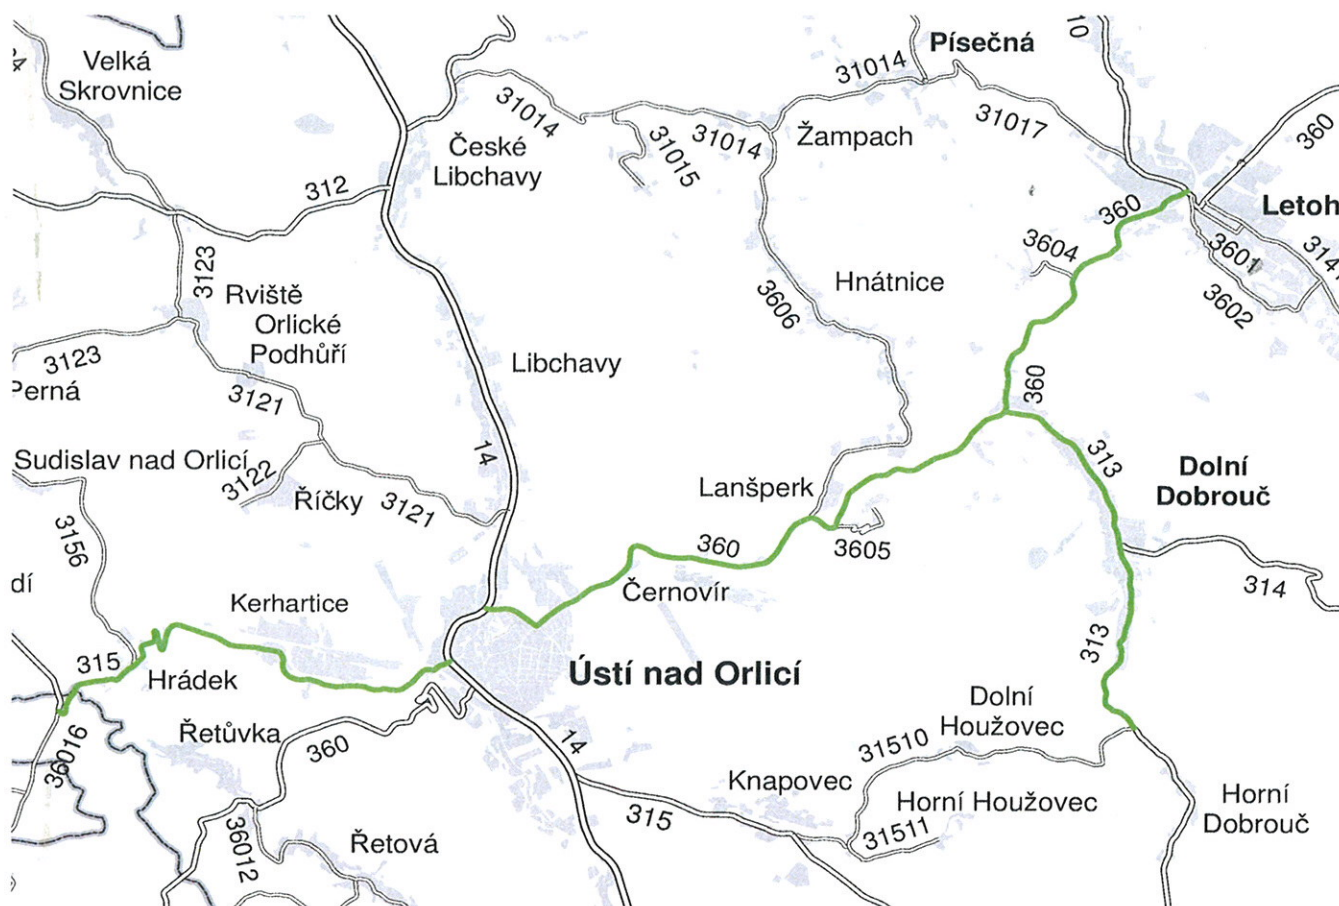 Písečná
10
Velká
Skrovnice
31014
31014
31017
360
České
Libchavy
31015
31014
Žampach
312
360
Letoh
3604
3601
314
3123
Hnátnice
3602
Rviště
3606
Orlické
Podhůří
3123
Libchavy
360
Perná
3121
14
313
Sudislav nad Orlicí
3122
Dolní
Dobrouč
Lanšperk
Říčky
3121
3156
360
3605
dí
314
Kerhartice
Černovír
313
315
Hrádek
Ústí nad Orlicí
Dolní
Houžovec
Řetůvka
360
14
31510
36016
Knapovec
Horní Houžovec
Horní
Dobrouč
315
31511
36012
Řetová